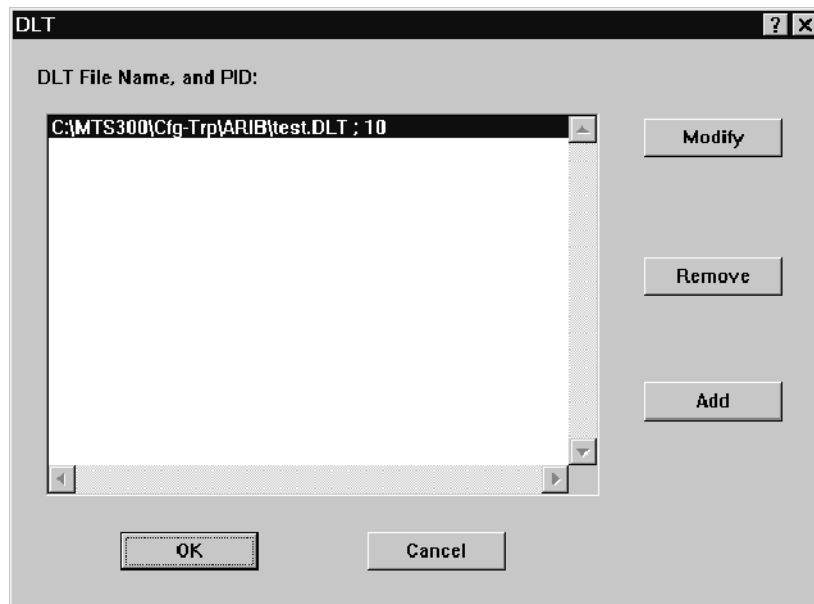 DLT
DLT File Name, and PID:
C:\MTS300\Cfg-Trp\ARIB\test.DLT ; 10
Modify
Remove
Add
OK
Cancel